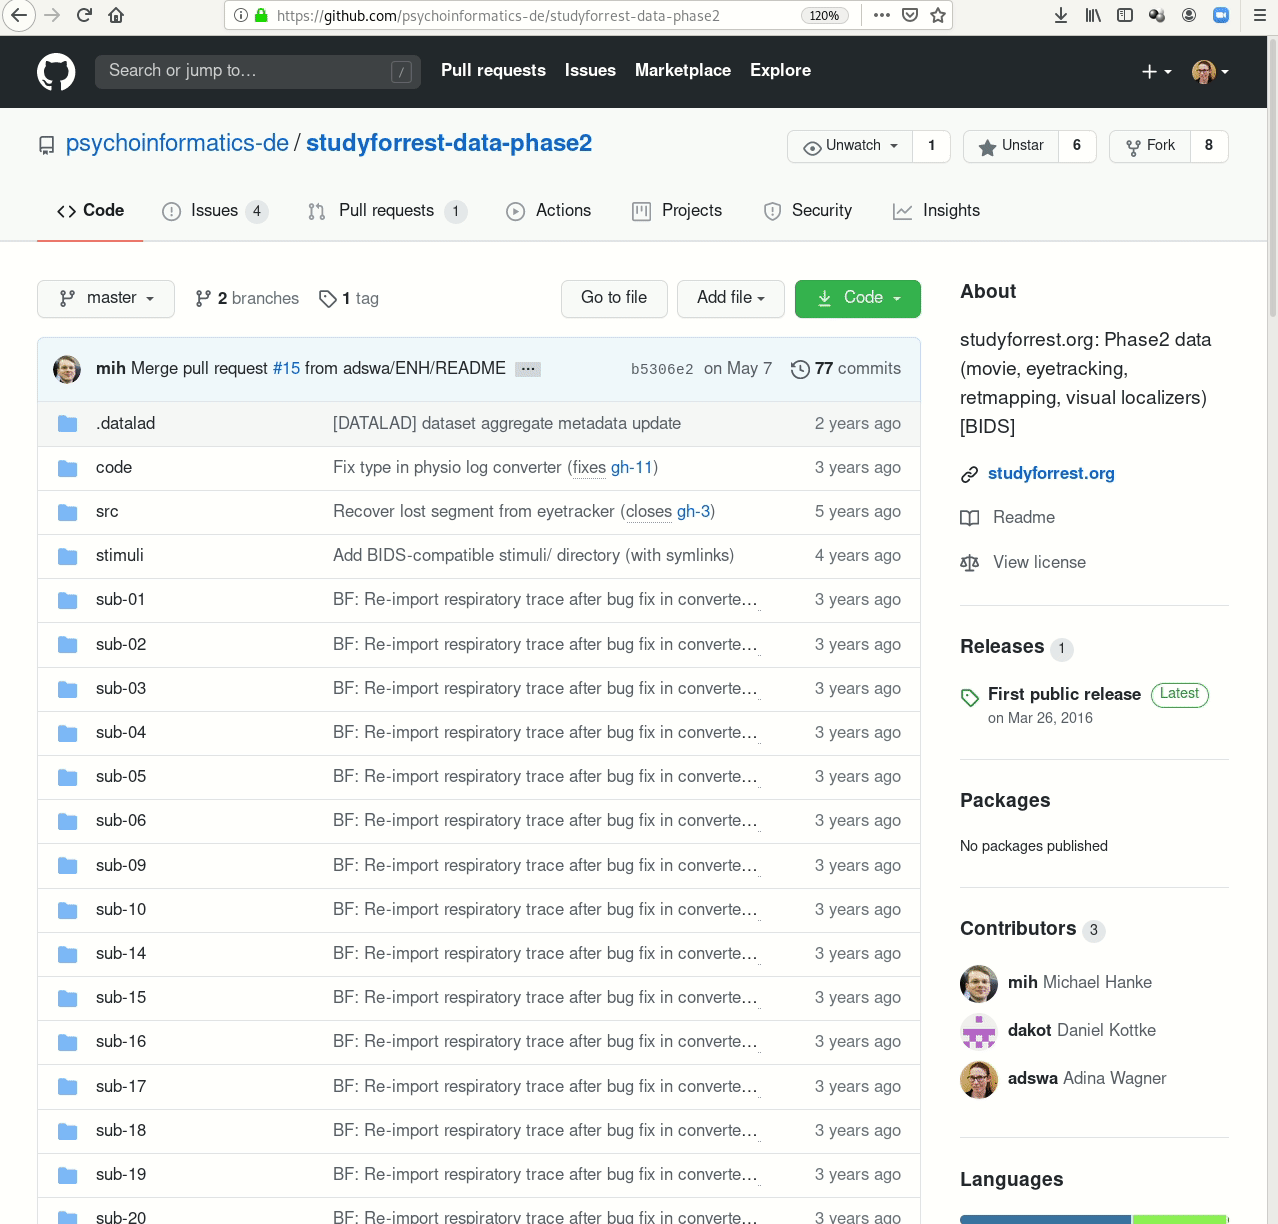 https://github.com/psychoinformatics-de/studyforrest-data-phase2 120%
Search or jump to… / Pull requests Issues Marketplace Explore
psychoinformatics-de / studyforrest-data-phase2 Unwatch 1 Unstar 6 Fork 8
Code Issues 4 Pull requests 1 Actions Projects Security Insights
master 2 branches 1 tag Go to file Add file Code
mih Merge pull request #15 from adswa/ENH/README … b5306e2 on May 7 77 commits
.datalad [DATALAD] dataset aggregate metadata update 2 years ago
code Fix type in physio log converter (fixes gh-11) 3 years ago
src Recover lost segment from eyetracker (closes gh-3) 5 years ago
stimuli Add BIDS-compatible stimuli/ directory (with symlinks) 4 years ago
sub-01 BF: Re-import respiratory trace after bug fix in converte… 3 years ago
sub-02 BF: Re-import respiratory trace after bug fix in converte… 3 years ago
sub-03 BF: Re-import respiratory trace after bug fix in converte… 3 years ago
sub-04 BF: Re-import respiratory trace after bug fix in converte… 3 years ago
sub-05 BF: Re-import respiratory trace after bug fix in converte… 3 years ago
sub-06 BF: Re-import respiratory trace after bug fix in converte… 3 years ago
sub-09 BF: Re-import respiratory trace after bug fix in converte… 3 years ago
sub-10 BF: Re-import respiratory trace after bug fix in converte… 3 years ago
sub-14 BF: Re-import respiratory trace after bug fix in converte… 3 years ago
sub-15 BF: Re-import respiratory trace after bug fix in converte… 3 years ago
sub-16 BF: Re-import respiratory trace after bug fix in converte… 3 years ago
sub-17 BF: Re-import respiratory trace after bug fix in converte… 3 years ago
sub-18 BF: Re-import respiratory trace after bug fix in converte… 3 years ago
sub-19 BF: Re-import respiratory trace after bug fix in converte… 3 years ago
sub-20 BF: Re-import respiratory trace after bug fix in converte… 3 years ago
About
studyforrest.org: Phase2 data
(movie, eyetracking,
retmapping, visual localizers)
[BIDS]
studyforrest.org
Readme
View license
Releases 1
First public release Latest
on Mar 26, 2016
Packages
No packages published
Contributors 3
mih Michael Hanke
dakot Daniel Kottke
adswa Adina Wagner
Languages